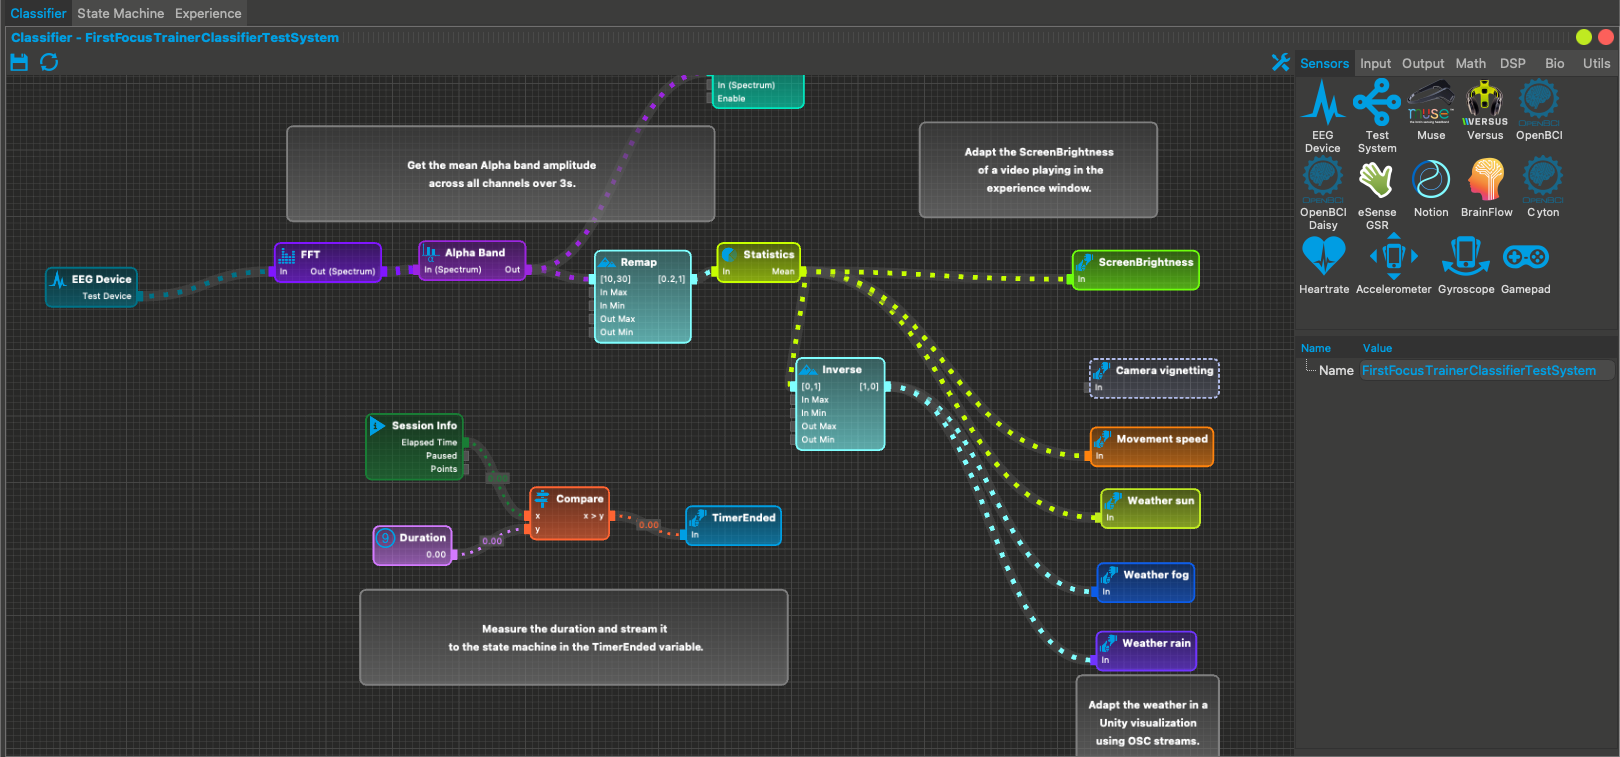 Classifier State Machine Experience
Classifier - FirstFocusTrainerClassifierTestSystem
Sensors Input Output Math DSP Bio Utils
In (Spectrum)
Enable
Get the mean Alpha band amplitude
across all channels over 3s.
Adapt the ScreenBrightness
of a video playing in the
experience window.
EEG Device
Test Device
FFT
In Out (Spectrum)
Alpha Band
In (Spectrum) Out
Remap
[10,30] [0.2,1]
In Max
In Min
Out Max
Out Min
Statistics
In Mean
ScreenBrightness
In
Inverse
[0,1] [1,0]
In Max
In Min
Out Max
Out Min
Camera vignetting
In
Movement speed
In
Weather sun
In
Weather fog
In
Weather rain
In
Session Info
Elapsed Time
Paused
Points
0.00
Duration
0.00
0.00
Compare
x x > y
y
0.00
TimerEnded
In
Measure the duration and stream it
to the state machine in the TimerEnded variable.
Adapt the weather in a
Unity visualization
using OSC streams.
muse
VERSUS
OPENBCI
EEG
Device
Test
System
Muse
Versus
OpenBCI
OPENBCI
OPENBCI
OpenBCI
Daisy
eSense
GSR
Notion
BrainFlow
Cyton
Heartrate
Accelerometer
Gyroscope
Gamepad
Name Value
Name FirstFocusTrainerClassifierTestSystem